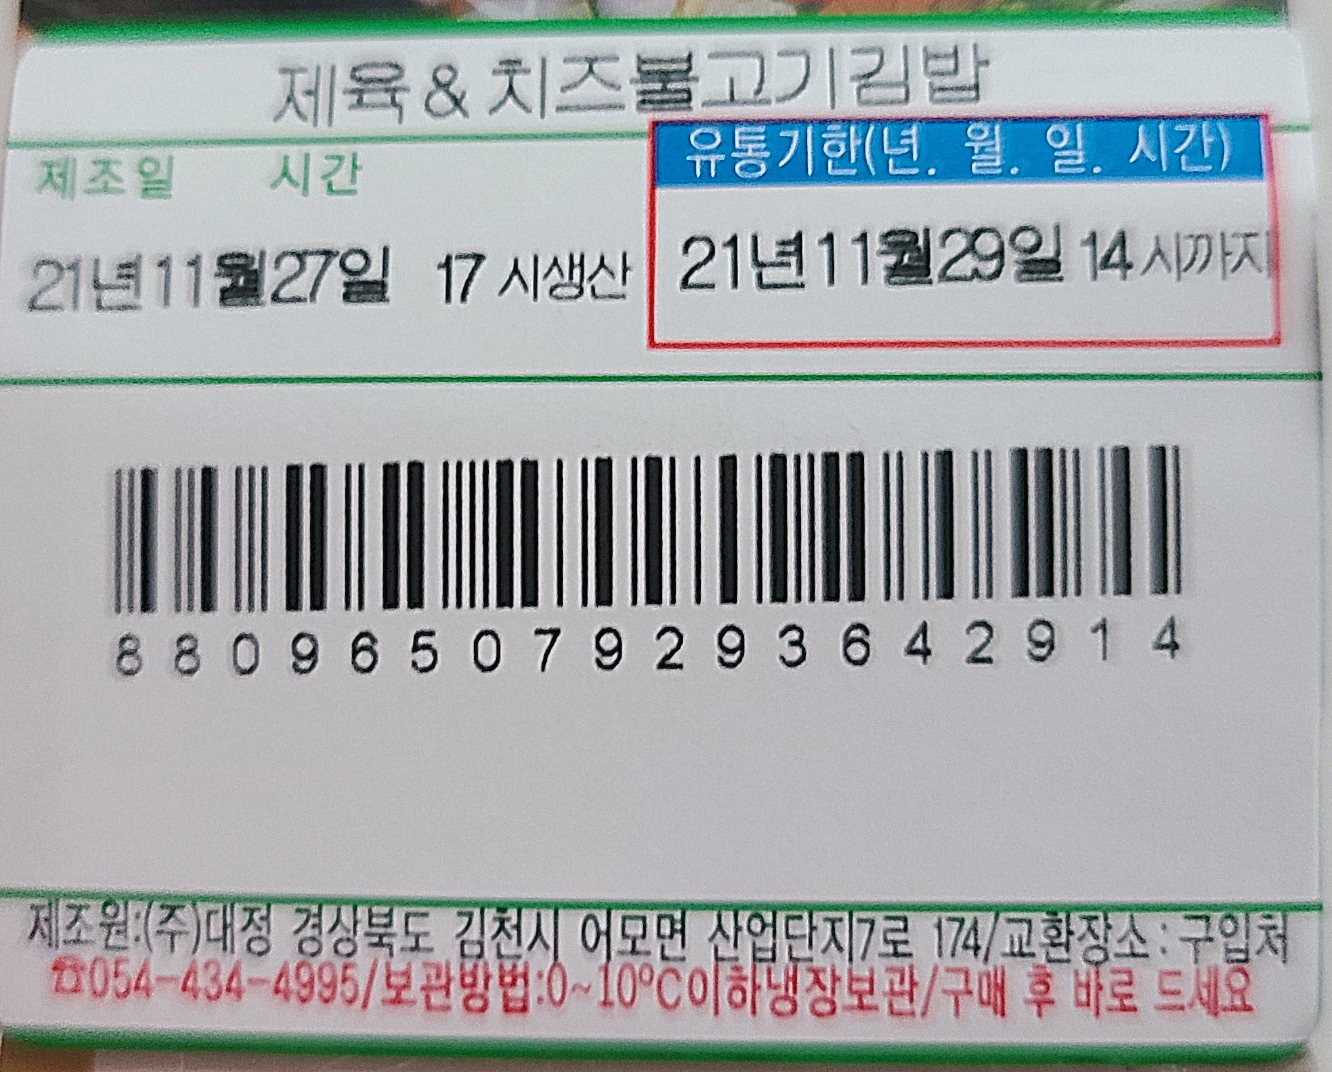 제육&치즈불고기김밥
제조일 시간
유통기한(년. 월. 일. 시간)
21년11월27일 17 시생산
21년11월29일 14 시까지
880965079293642914
제조원:(주)대정 경상북도 김천시 어모면 산업단지7로 174/교환장소 : 구입처
☎054-434-4995/보관방법:0~10℃이하냉장보관/구매 후 바로 드세요